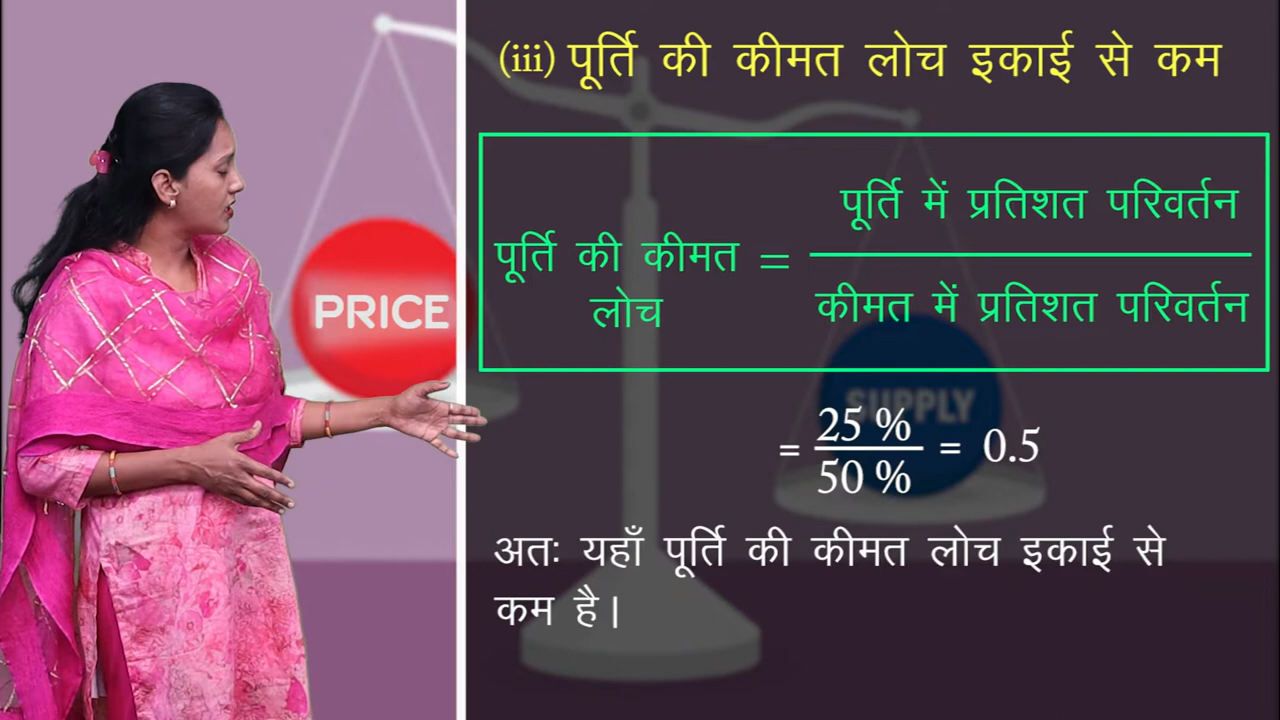 (iii) पूर्ति की कीमत लोच इकाई से कम
पूर्ति की कीमत लोच = पूर्ति में प्रतिशत परिवर्तन
कीमत में प्रतिशत परिवर्तन
PRICE
SUPPLY
= 25 % = 0.5
50 %
अतः यहाँ पूर्ति की कीमत लोच इकाई से
कम है।